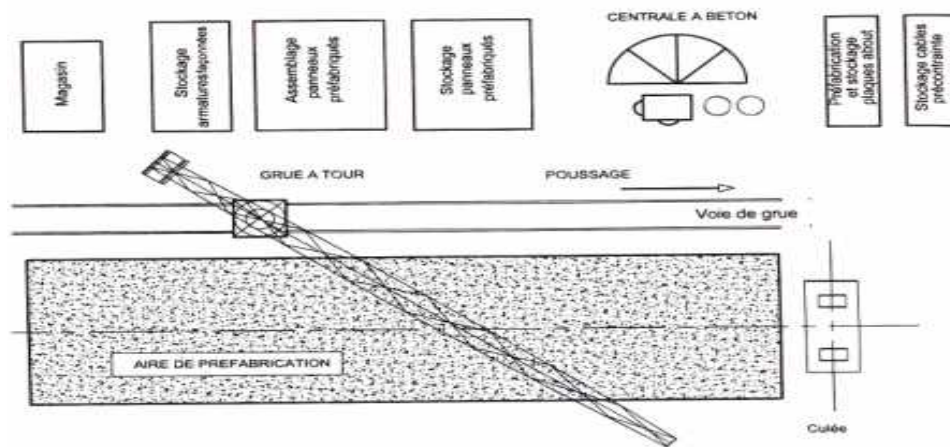 Magasin
Stockage
armatures façonnées
Assemblage
panneaux
préfabriqués
Stockage
panneaux
préfabriqués
CENTRALE A BETON
Préfabrication
et stockage
plaques about
Stockage cables
précontrainte
GRUE A TOUR
POUSSAGE
Voie de grue
AIRE DE PREFABRICATION
Culée